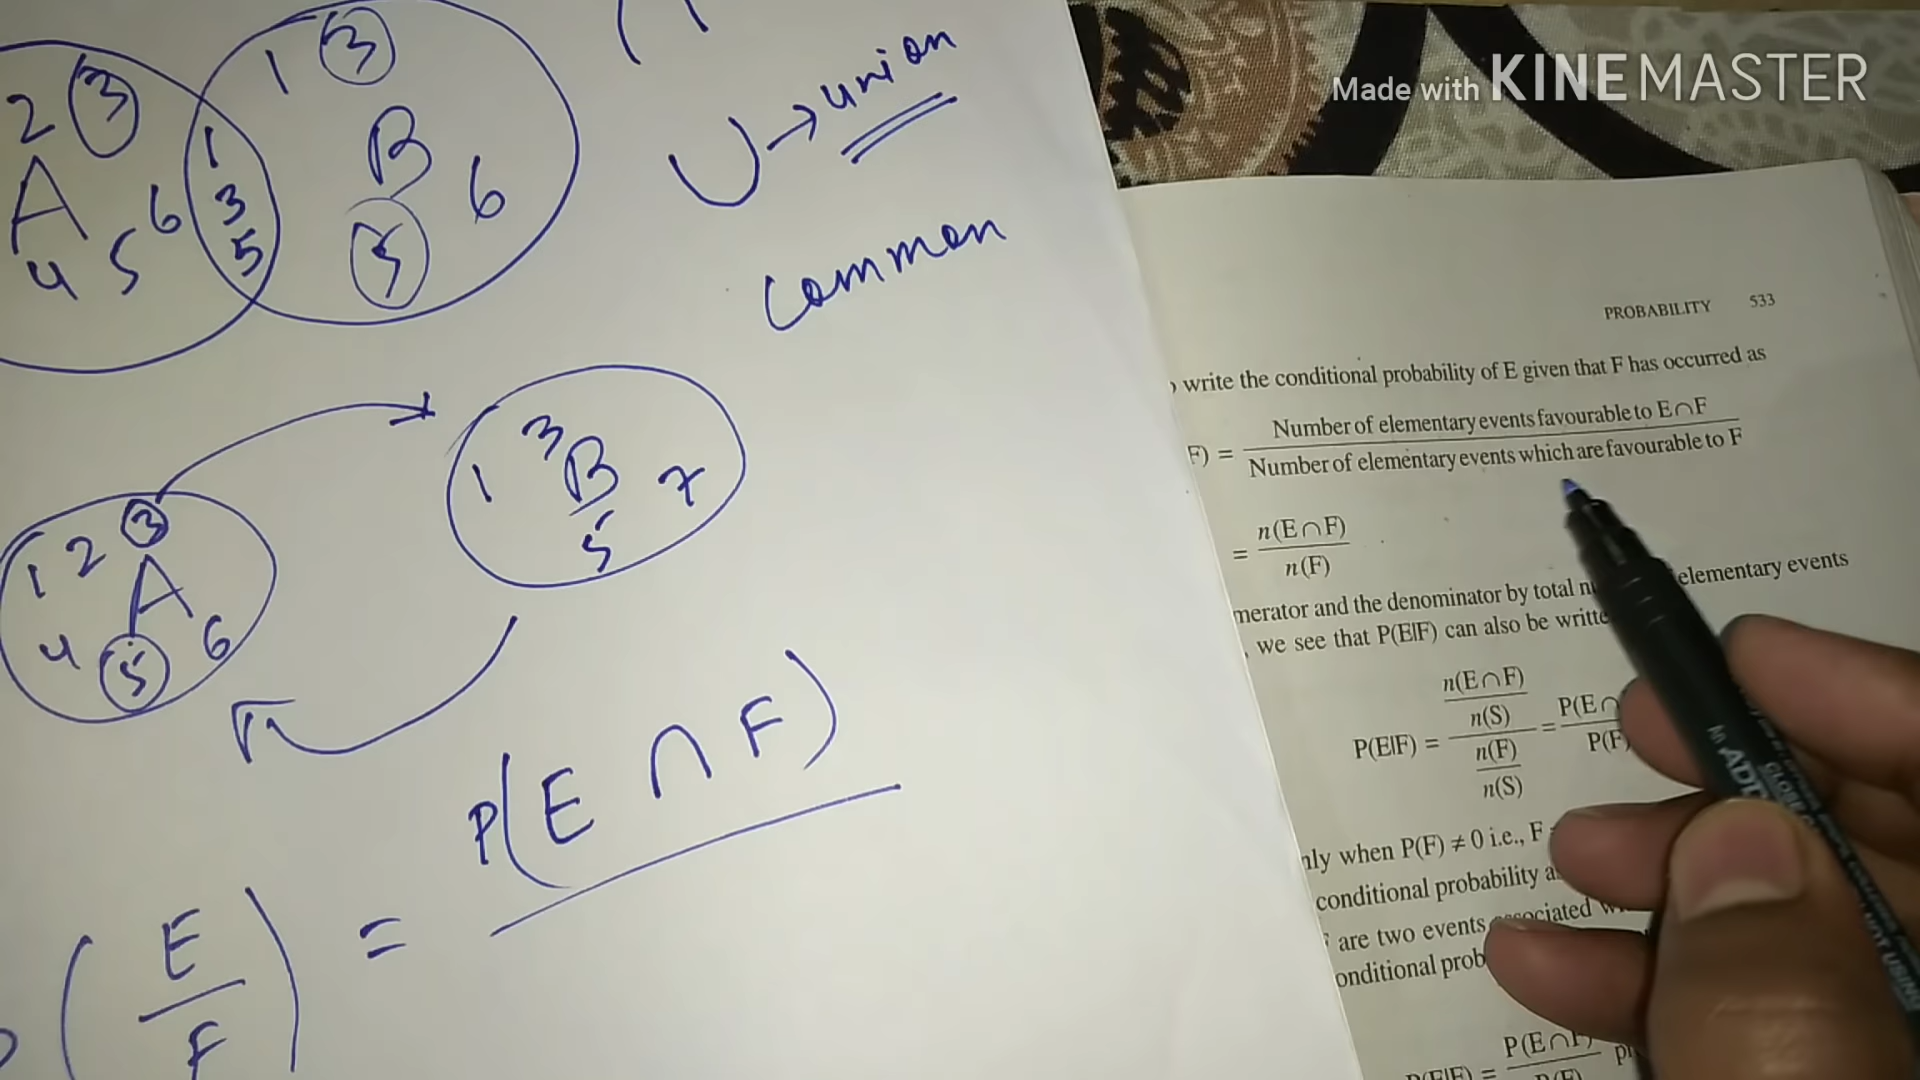 Made with KINEMASTER
2 3
1 3
A
B
6
4 5 6
1
3
5
5
U → union
common
1 2 3
A
4 5 6
1 3
B
7
5
P(E ∩ F)
(E/F) =
PROBABILITY 533
write the conditional probability of E given that F has occurred as
F) = Number of elementary events favourable to E∩F
Number of elementary events which are favourable to F
= n(E∩F)
n(F)
merator and the denominator by total elementary events
, we see that P(E|F) can also be writte
P(E|F) = n(E∩F)/n(S) / n(F)/n(S) = P(E∩ / P(F)
nly when P(F) ≠ 0 i.e., F
conditional probability a
are two events associated w
onditional prob
P(E|F) = P(E∩F)
P(F)